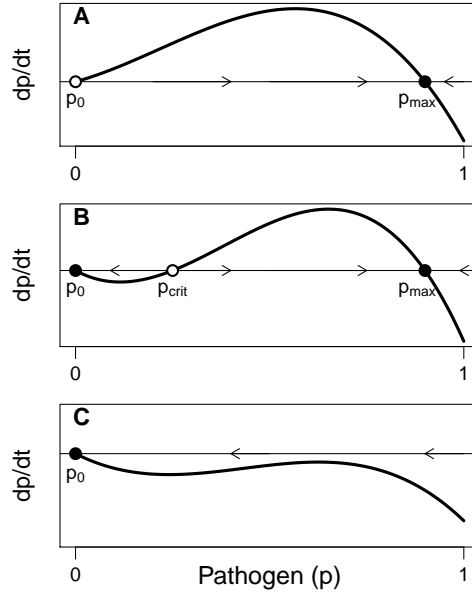 A
dp/dt
p0
pmax
0 1
B
dp/dt
p0 pcrit pmax
0 1
C
dp/dt
p0
0 Pathogen (p) 1